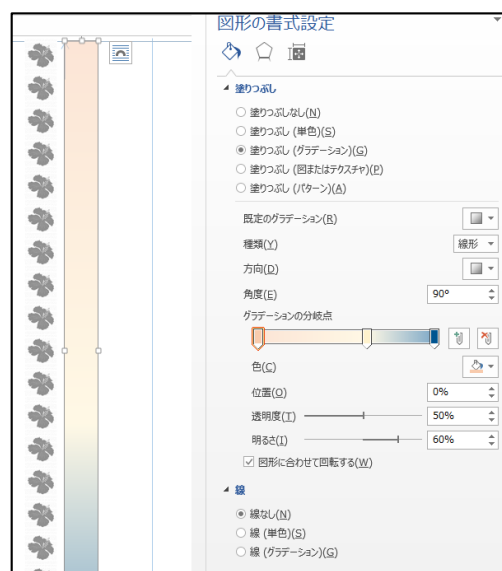 図形の書式設定
塗りつぶし
塗りつぶしなし(N)
塗りつぶし (単色)(S)
塗りつぶし (グラデーション)(G)
塗りつぶし (図またはテクスチャ)(P)
塗りつぶし (パターン)(A)
既定のグラデーション(R)
種類(Y) 線形
方向(D)
角度(E) 90°
グラデーションの分岐点
色(C)
位置(O) 0%
透明度(T) 50%
明るさ(I) 60%
図形に合わせて回転する(W)
線
線なし(N)
線 (単色)(S)
線 (グラデーション)(G)